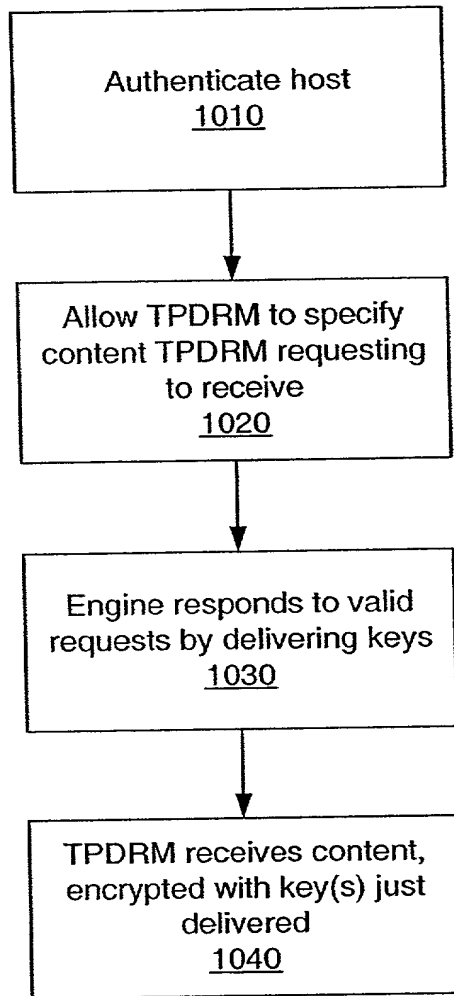 Authenticate host
1010
Allow TPDRM to specify
content TPDRM requesting
to receive
1020
Engine responds to valid
requests by delivering keys
1030
TPDRM receives content,
encrypted with key(s) just
delivered
1040